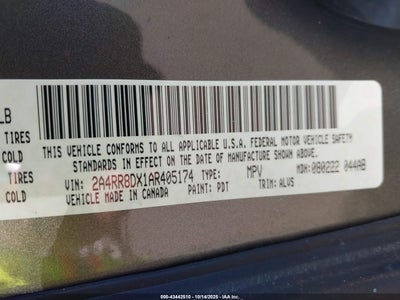 LB
TIRES
COLD
TIRES
COLD
THIS VEHICLE CONFORMS TO ALL APPLICABLE U.S.A. FEDERAL MOTOR VEHICLE SAFETY
STANDARDS IN EFFECT ON THE DATE OF MANUFACTURE SHOWN ABOVE.
VIN: 2A4RR8DX1AR405174 TYPE: MPV MDH: 080222 044AB
VEHICLE MADE IN CANADA PAINT: PDT TRIM: ALVS
000-43442510 - 10/14/2025 - IAA Inc.